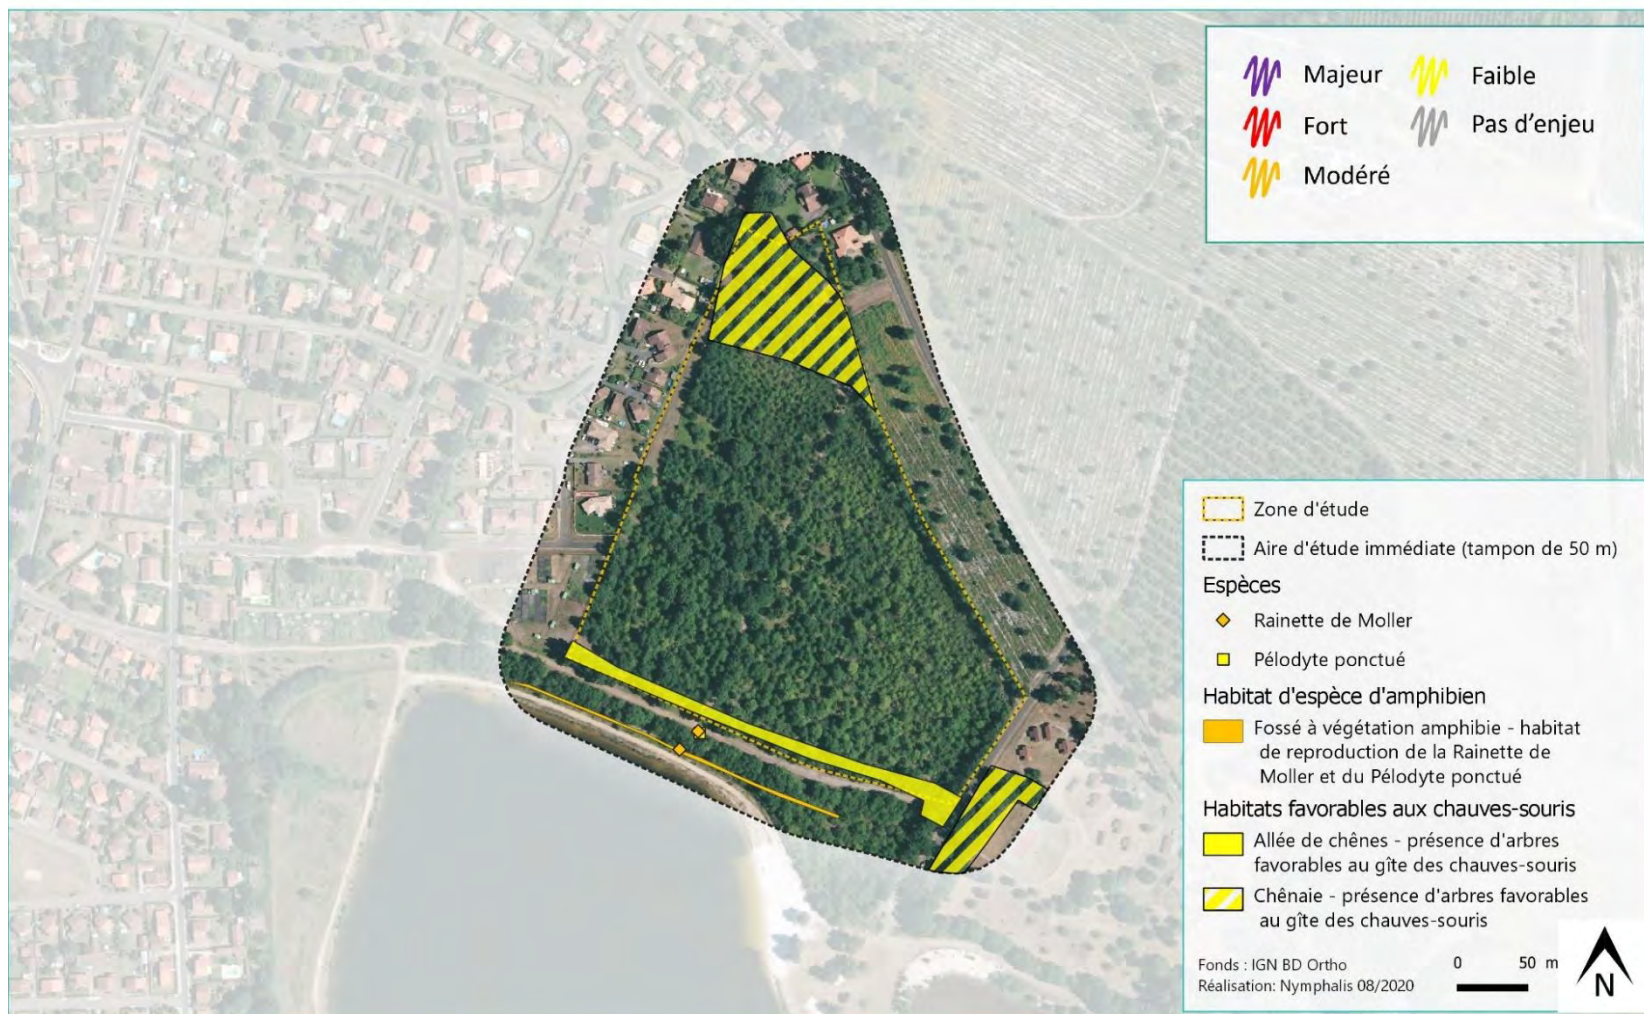 Majeur
Faible
Fort
Pas d'enjeu
Modéré
Zone d'étude
Aire d'étude immédiate (tampon de 50 m)
Espèces
Rainette de Moller
Pélodyte ponctué
Habitat d'espèce d'amphibien
Fossé à végétation amphibie - habitat
de reproduction de la Rainette de
Moller et du Pélodyte ponctué
Habitats favorables aux chauves-souris
Allée de chênes - présence d'arbres
favorables au gîte des chauves-souris
Chênaie - présence d'arbres favorables
au gîte des chauves-souris
Fonds : IGN BD Ortho
Réalisation: Nymphalis 08/2020
0 50 m
N